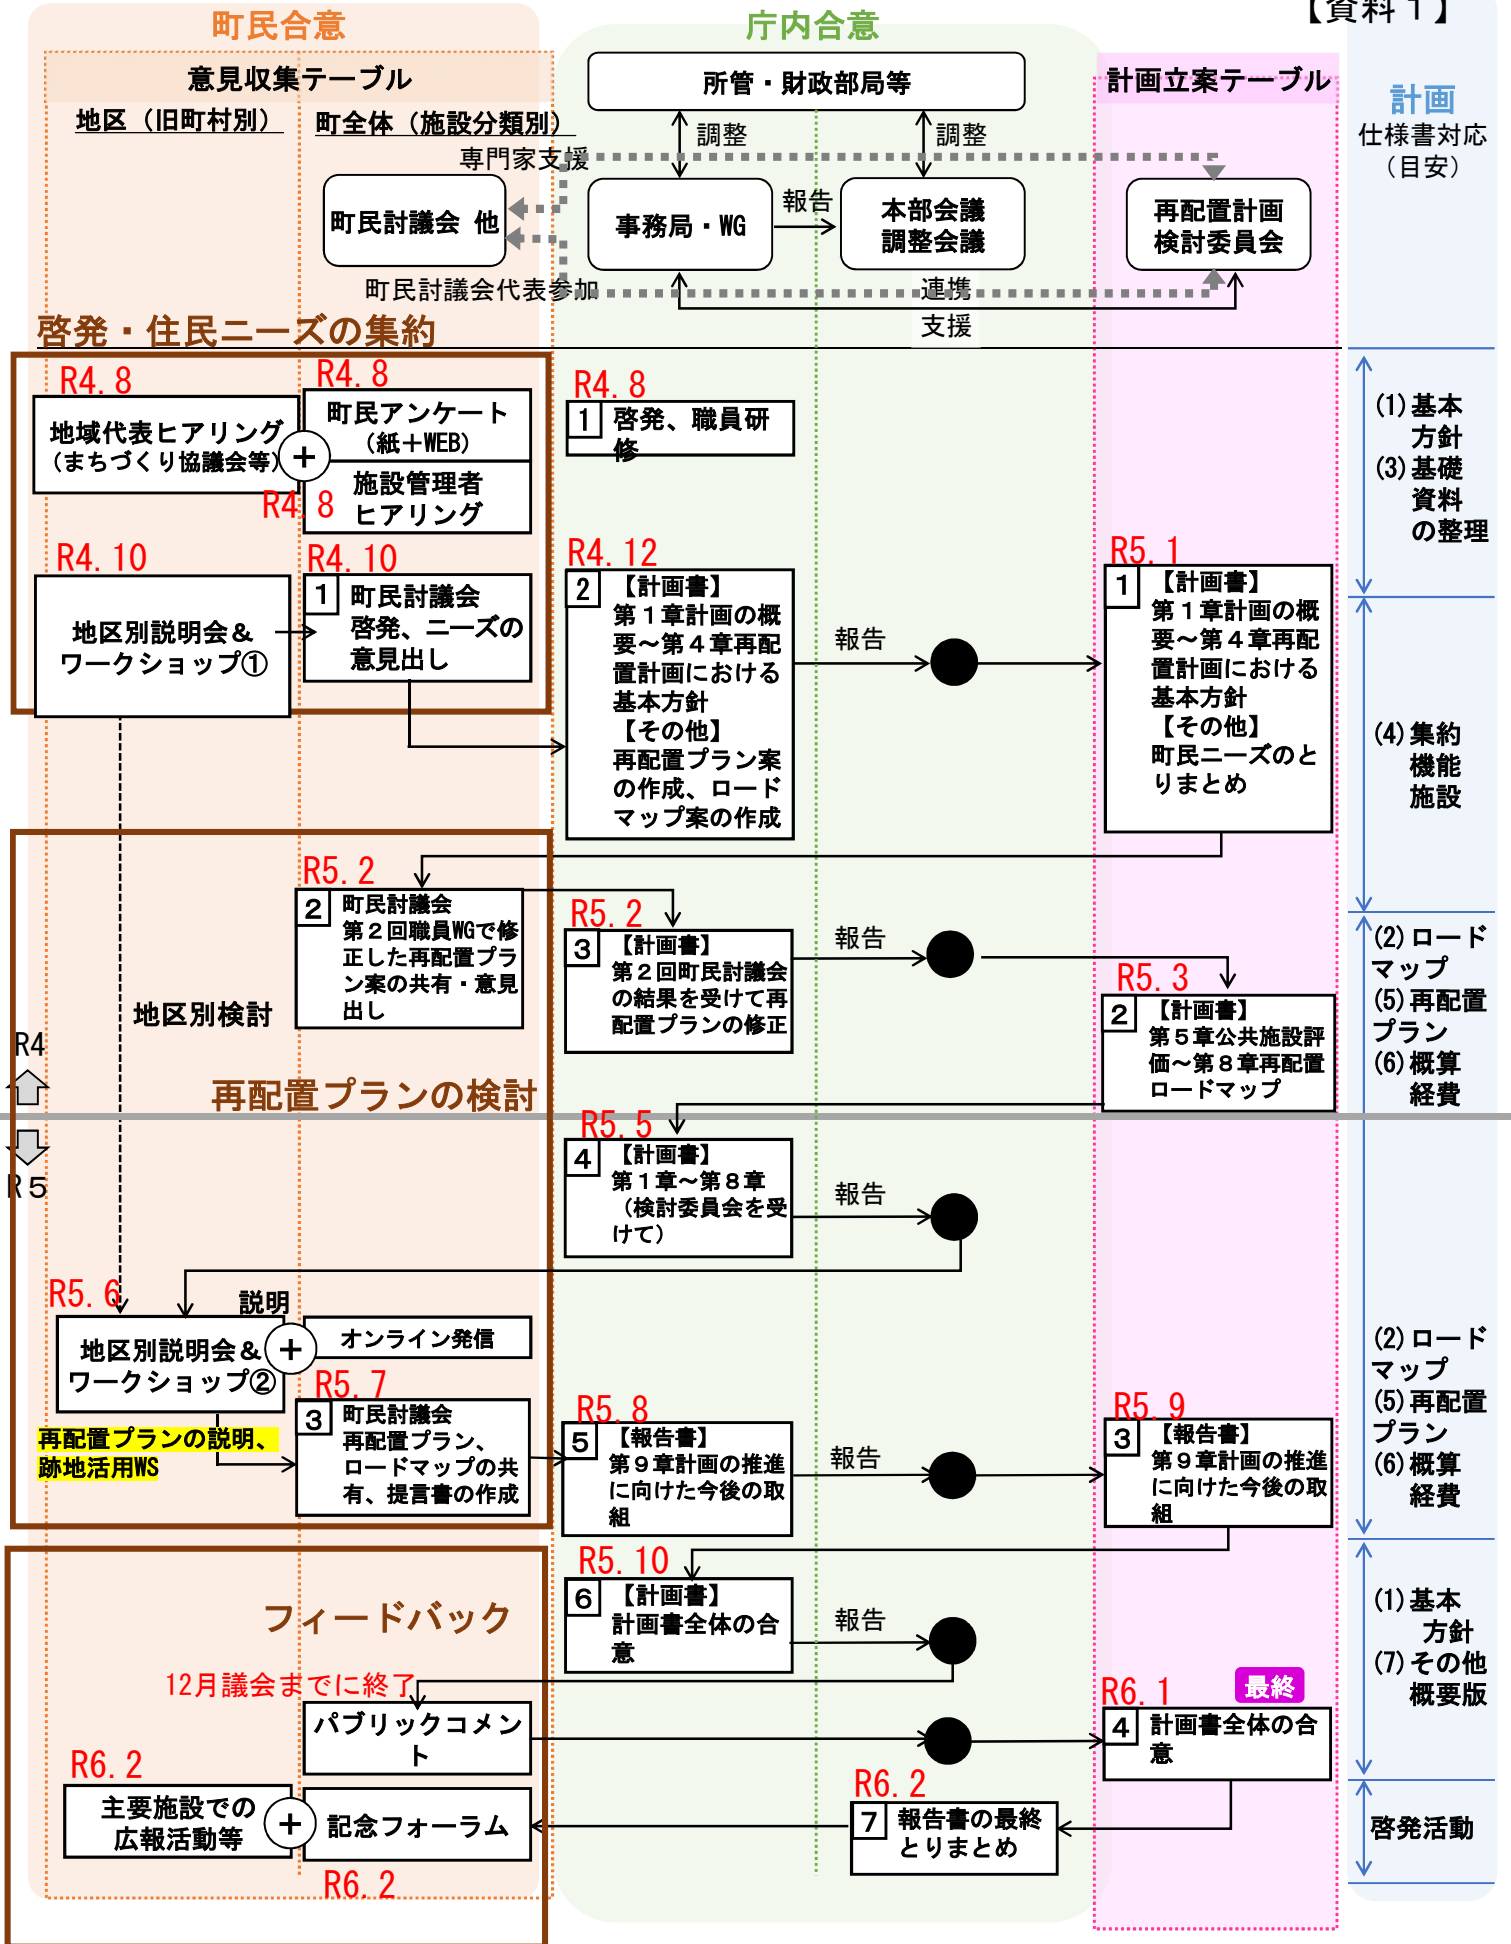 【資料１】
町民合意
庁内合意
意見収集テーブル
地区（旧町村別）
町全体（施設分類別）
所管・財政部局等
計画立案テーブル
計画
仕様書対応
（目安）
調整
調整
専門家支援
町民討議会 他
事務局・WG
報告
本部会議
調整会議
再配置計画
検討委員会
町民討議会代表参加
連携
支援
啓発・住民ニーズの集約
R4.8
地域代表ヒアリング
（まちづくり協議会等）
+
R4.8
町民アンケート
（紙＋WEB）
施設管理者
ヒアリング
R4.8
R4.8
1
啓発、職員研
修
(1)基本
方針
(3)基礎
資料
の整理
R4.10
地区別説明会＆
ワークショップ①
R4.10
1
町民討議会
啓発、ニーズの
意見出し
R4.12
2
【計画書】
第１章計画の概
要～第４章再配
置計画における
基本方針
【その他】
再配置プラン案
の作成、ロード
マップ案の作成
報告
R5.1
1
【計画書】
第１章計画の概
要～第４章再配
置計画における
基本方針
【その他】
町民ニーズのと
りまとめ
(4)集約
機能
施設
R5.2
2
町民討議会
第２回職員WGで修
正した再配置プラ
ン案の共有・意見
出し
R5.2
3
【計画書】
第２回町民討議会
の結果を受けて再
配置プランの修正
報告
R5.3
2
【計画書】
第５章公共施設評
価～第８章再配置
ロードマップ
(2)ロード
マップ
(5)再配置
プラン
(6)概算
経費
地区別検討
再配置プランの検討
R4
R５
R5.5
4
【計画書】
第１章～第８章
（検討委員会を受
けて）
報告
R5.6
説明
地区別説明会＆
ワークショップ②
+
オンライン発信
再配置プランの説明、
跡地活用WS
R5.7
3
町民討議会
再配置プラン、
ロードマップの共
有、提言書の作成
R5.8
5
【報告書】
第９章計画の推進
に向けた今後の取
組
報告
R5.9
3
【報告書】
第９章計画の推進
に向けた今後の取
組
(2)ロード
マップ
(5)再配置
プラン
(6)概算
経費
フィードバック
R5.10
6
【計画書】
計画書全体の合
意
報告
12月議会までに終了
パブリックコメン
ト
R6.1
最終
4
計画書全体の合
意
(1)基本
方針
(7)その他
概要版
R6.2
主要施設での
広報活動等
+
記念フォーラム
R6.2
R6.2
7
報告書の最終
とりまとめ
啓発活動